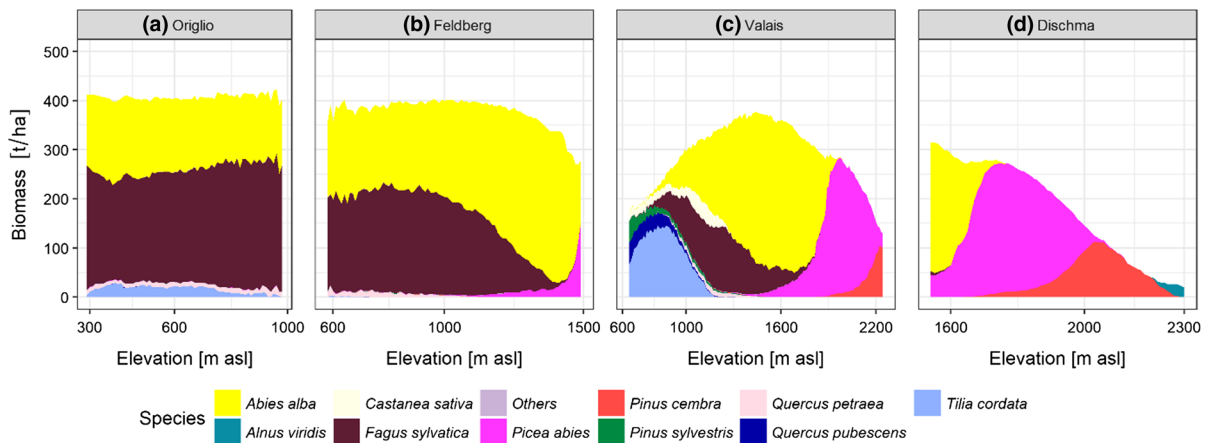 (a) Origlio
(b) Feldberg
(c) Valais
(d) Dischma
Biomass [t/ha]
500
400
300
200
100
0
300 600 1000
600 1000 1500
600 1000 1600 2200
1600 2000 2300
Elevation [m asl]
Elevation [m asl]
Elevation [m asl]
Elevation [m asl]
Species
Abies alba
Alnus viridis
Castanea sativa
Fagus sylvatica
Others
Picea abies
Pinus cembra
Pinus sylvestris
Quercus petraea
Quercus pubescens
Tilia cordata